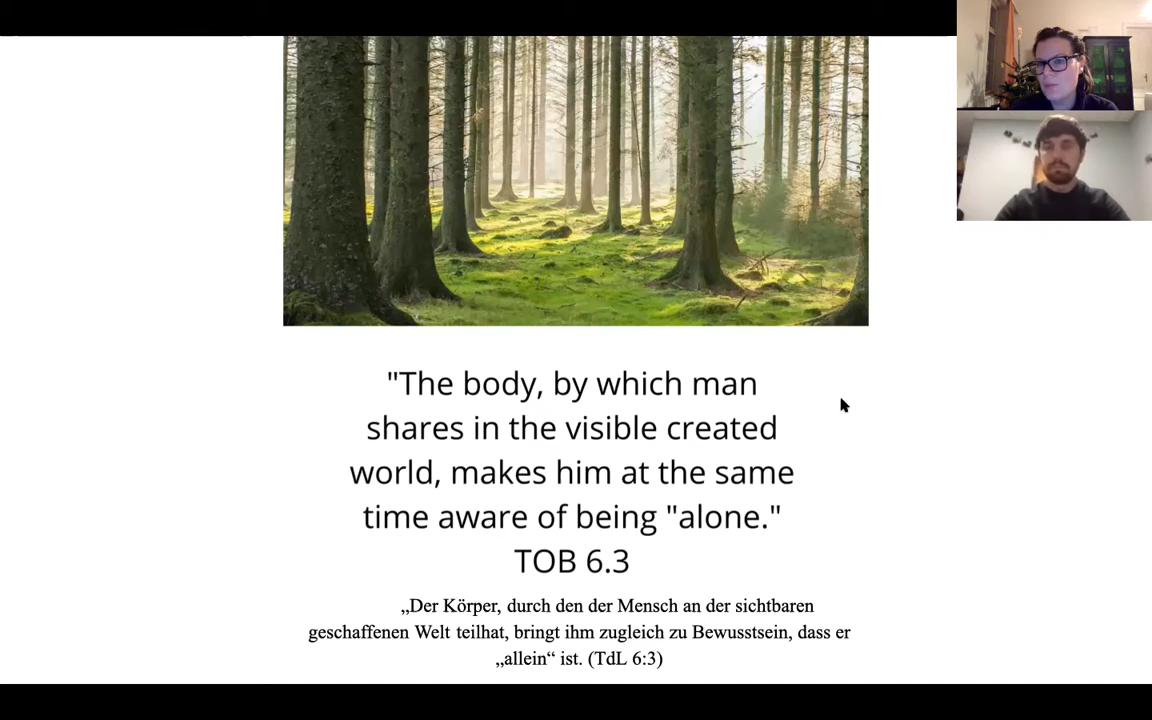 "The body, by which man
shares in the visible created
world, makes him at the same
time aware of being "alone."
TOB 6.3
„Der Körper, durch den der Mensch an der sichtbaren
geschaffenen Welt teilhat, bringt ihm zugleich zu Bewusstsein, dass er
„allein“ ist. (TdL 6:3)